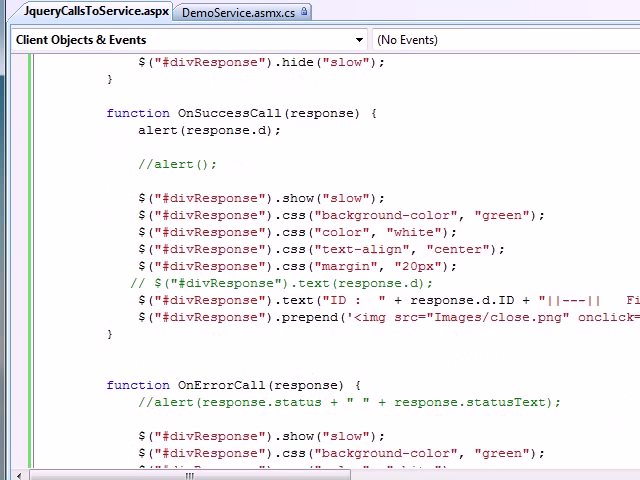 JqueryCallsToService.aspx DemoService.asmx.cs
Client Objects & Events (No Events)
$("#divResponse").hide("slow");
}
function OnSuccessCall(response) {
alert(response.d);
//alert();
$("#divResponse").show("slow");
$("#divResponse").css("background-color", "green");
$("#divResponse").css("color", "white");
$("#divResponse").css("text-align", "center");
$("#divResponse").css("margin", "20px");
// $("#divResponse").text(response.d);
$("#divResponse").text("ID :  " + response.d.ID + "||---||   Fi
$("#divResponse").prepend('<img src="Images/close.png" onclick=
}
function OnErrorCall(response) {
//alert(response.status + " " + response.statusText);
$("#divResponse").show("slow");
$("#divResponse").css("background-color", "green");